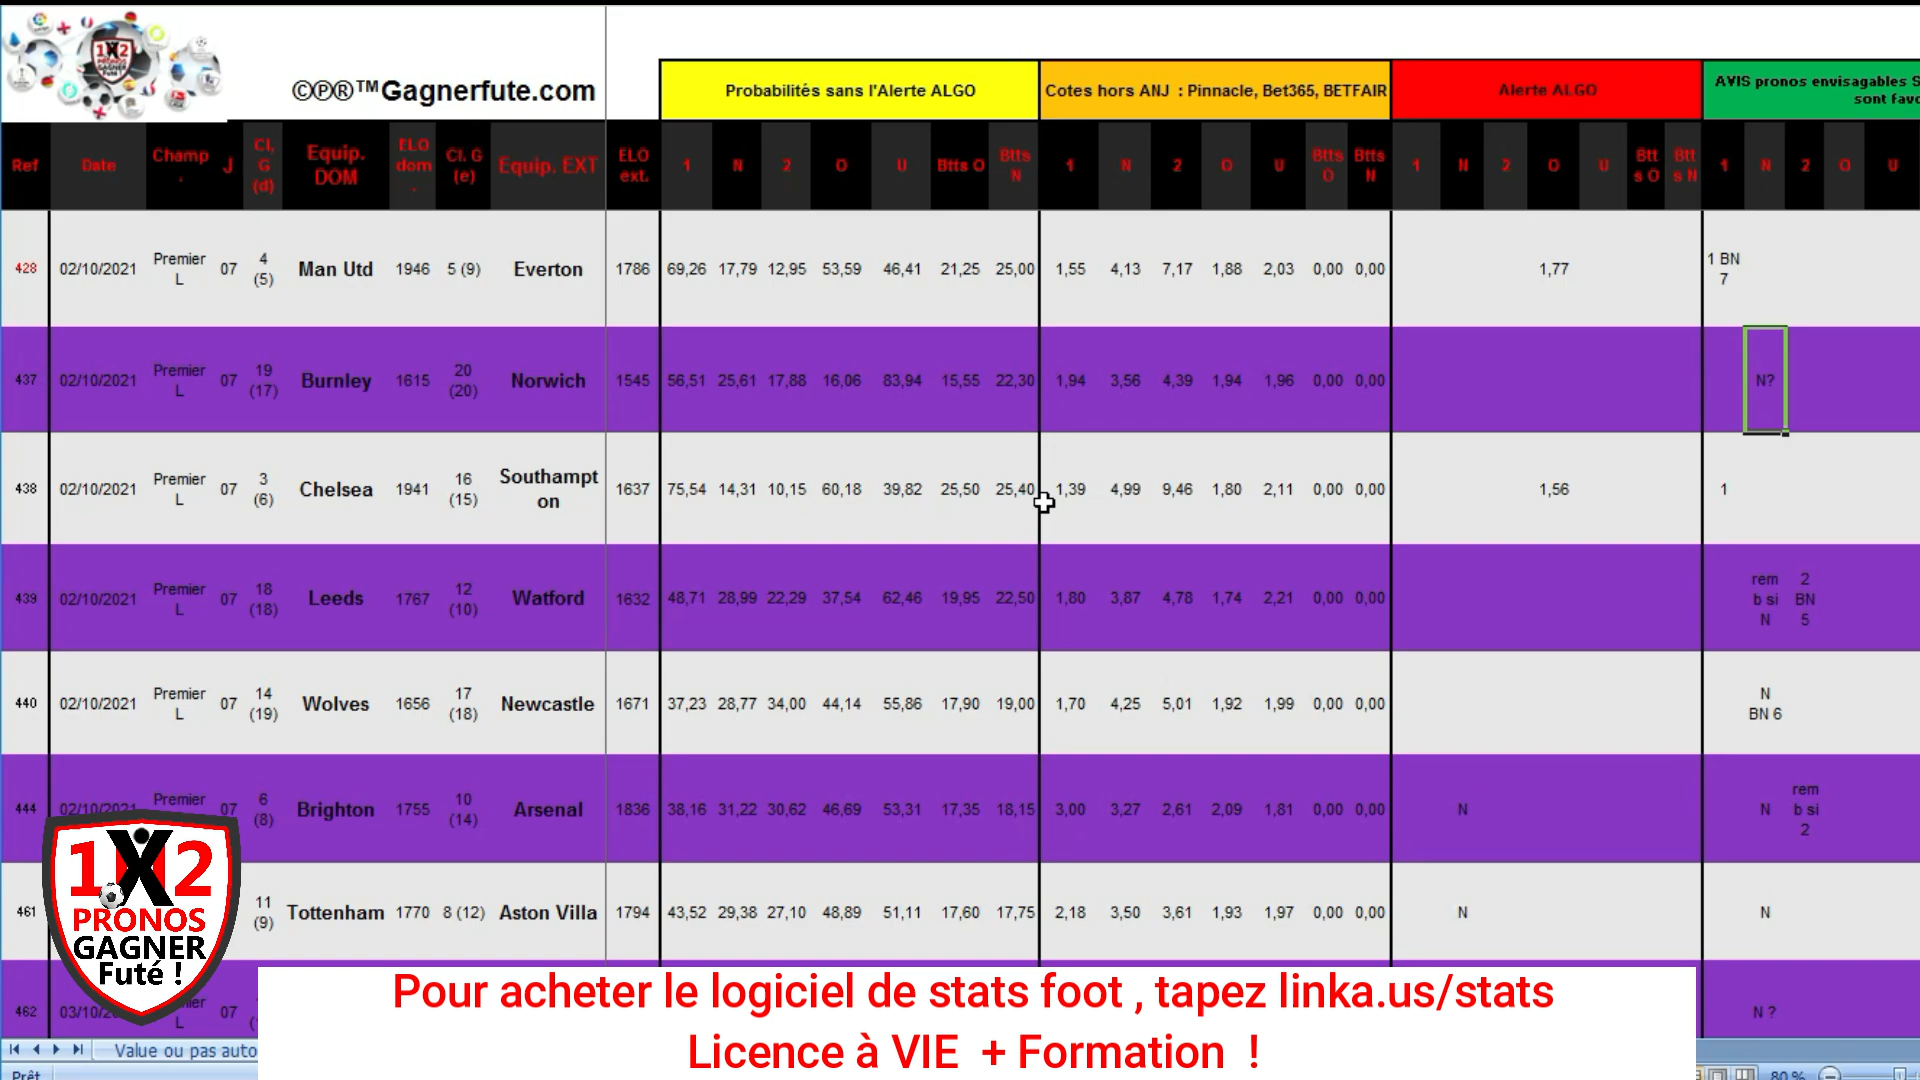 ©℗®™Gagnerfute.com
Probabilités sans l'Alerte ALGO
Cotes hors ANJ : Pinnacle, Bet365, BETFAIR
Alerte ALGO
AVIS pronos envisagables S
sont favo
Ref Date Champ. J Cl, G (d) Equip. DOM ELO dom. Cl. G (e) Equip. EXT ELO ext. 1 N 2 O U Btts O Btts N 1 N 2 O U Btts O Btts N 1 N 2 O U Btts O Btts N 1 N 2 O U
428 02/10/2021 Premier L 07 4 (5) Man Utd 1946 5 (9) Everton 1786 69,26 17,79 12,95 53,59 46,41 21,25 25,00 1,55 4,13 7,17 1,88 2,03 0,00 0,00 1,77 1 BN 7
437 02/10/2021 Premier L 07 19 (17) Burnley 1615 20 (20) Norwich 1545 56,51 25,61 17,88 16,06 83,94 15,55 22,30 1,94 3,56 4,39 1,94 1,96 0,00 0,00 N?
438 02/10/2021 Premier L 07 3 (6) Chelsea 1941 16 (15) Southampton 1637 75,54 14,31 10,15 60,18 39,82 25,50 25,40 1,39 4,99 9,46 1,80 2,11 0,00 0,00 1,56 1
439 02/10/2021 Premier L 07 18 (18) Leeds 1767 12 (10) Watford 1632 48,71 28,99 22,29 37,54 62,46 19,95 22,50 1,80 3,87 4,78 1,74 2,21 0,00 0,00 remb si N 2 BN 5
440 02/10/2021 Premier L 07 14 (19) Wolves 1656 17 (18) Newcastle 1671 37,23 28,77 34,00 44,14 55,86 17,90 19,00 1,70 4,25 5,01 1,92 1,99 0,00 0,00 N BN 6
444 02/10/2021 Premier 07 6 (8) Brighton 1755 10 (14) Arsenal 1836 38,16 31,22 30,62 46,69 53,31 17,35 18,15 3,00 3,27 2,61 2,09 1,81 0,00 0,00 N N remb si 2
461 11 (9) Tottenham 1770 8 (12) Aston Villa 1794 43,52 29,38 27,10 48,89 51,11 17,60 17,75 2,18 3,50 3,61 1,93 1,97 0,00 0,00 N N
462 03/10/2 L 07 N ?
1X2
PRONOS
GAGNER
Futé !
Pour acheter le logiciel de stats foot , tapez linka.us/stats
Licence à VIE + Formation !
Value ou pas auto
Prêt
80 %